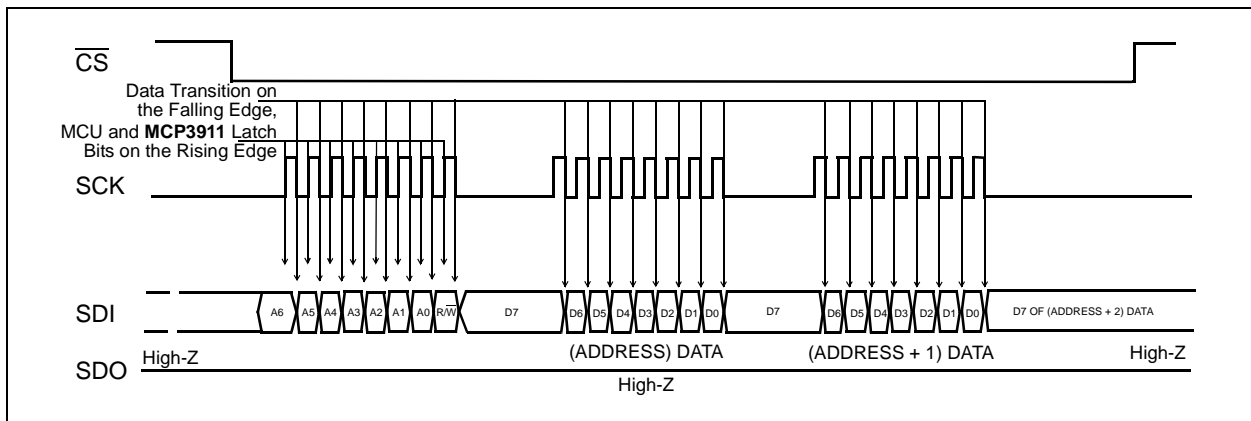 CS
Data Transition on
the Falling Edge,
MCU and MCP3911 Latch
Bits on the Rising Edge
SCK
SDI
A6 A5 A4 A3 A2 A1 A0 R/W D7 D6 D5 D4 D3 D2 D1 D0 D7 D6 D5 D4 D3 D2 D1 D0 D7 OF (ADDRESS + 2) DATA
(ADDRESS) DATA (ADDRESS + 1) DATA
High-Z High-Z
SDO
High-Z